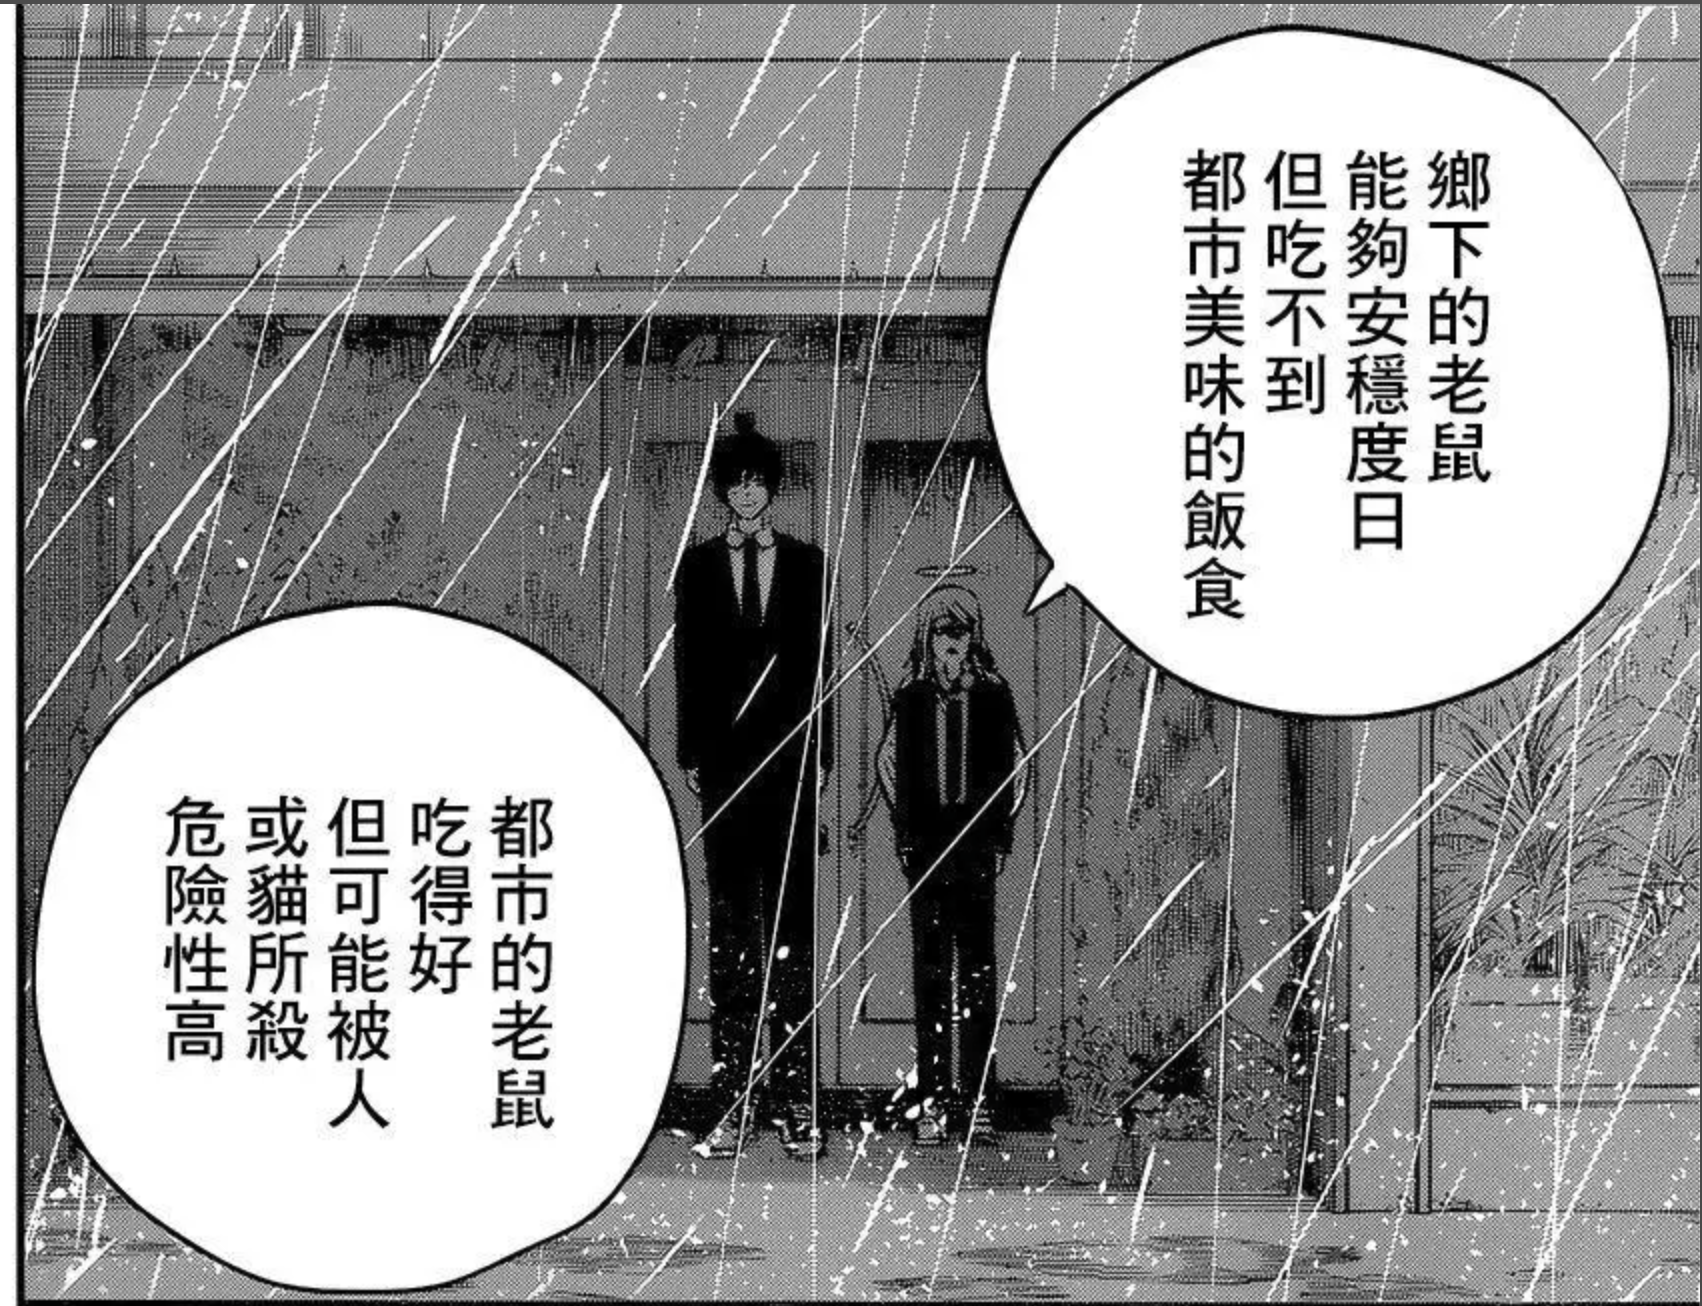 鄉下的老鼠
能夠安穩度日
但吃不到
都市美味的飯食
都市的老鼠
吃得好
但可能被人
或貓所殺
危險性高